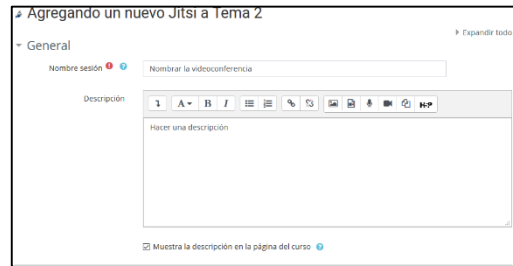 Agregando un nuevo Jitsi a Tema 2
Expandir todo
General
Nombre sesión
Nombrar la videoconferencia
Descripción
A B I H-P
Hacer una descripción
Muestra la descripción en la página del curso